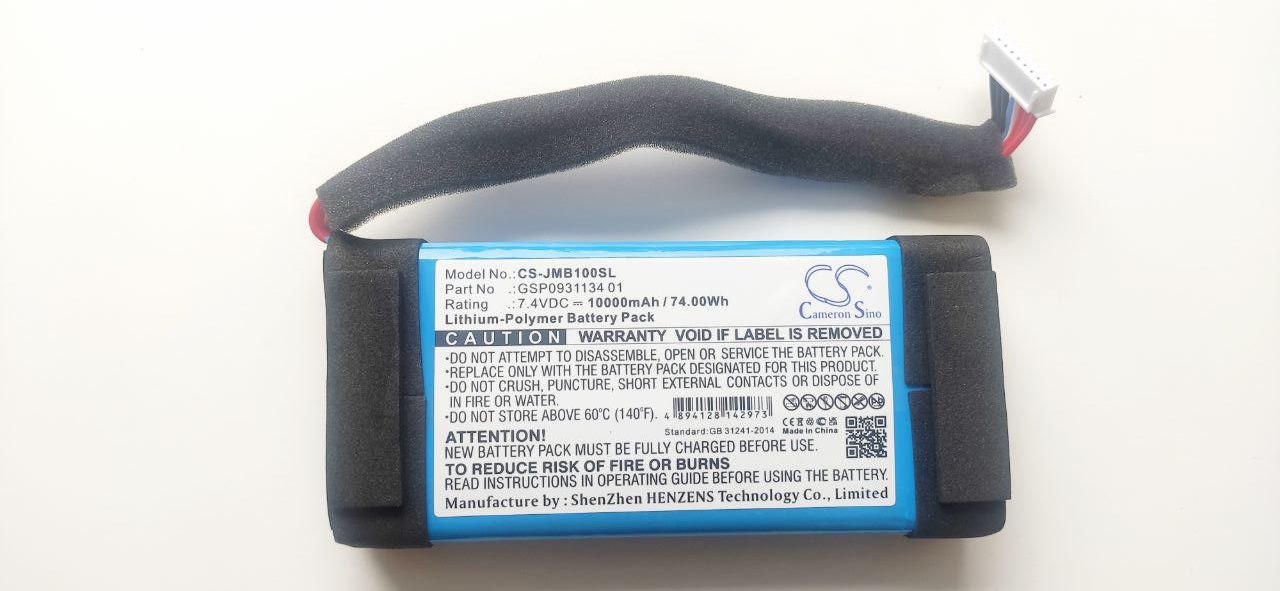 Model No.: CS-JMB100SL
Part No .: GSP0931134 01
Rating .: 7.4VDC ⎓ 10000mAh / 74.00Wh
Lithium-Polymer Battery Pack
CS
®
Cameron Sino
CAUTION WARRANTY VOID IF LABEL IS REMOVED
•DO NOT ATTEMPT TO DISASSEMBLE, OPEN OR SERVICE THE BATTERY PACK.
•REPLACE ONLY WITH THE BATTERY PACK DESIGNATED FOR THIS PRODUCT.
•DO NOT CRUSH, PUNCTURE, SHORT EXTERNAL CONTACTS OR DISPOSE OF
IN FIRE OR WATER.
•DO NOT STORE ABOVE 60°C (140°F).
4 894128 142973
Standard:GB 31241-2014
CE
Made in China
ATTENTION!
NEW BATTERY PACK MUST BE FULLY CHARGED BEFORE USE.
TO REDUCE RISK OF FIRE OR BURNS
READ INSTRUCTIONS IN OPERATING GUIDE BEFORE USING THE BATTERY.
Manufacture by : ShenZhen HENZENS Technology Co., Limited